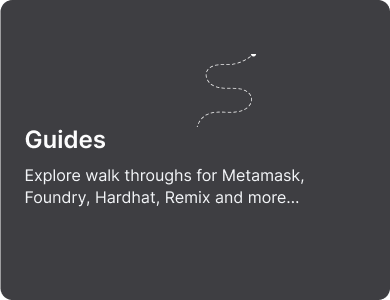 Guides
Explore walk throughs for Metamask,
Foundry, Hardhat, Remix and more...